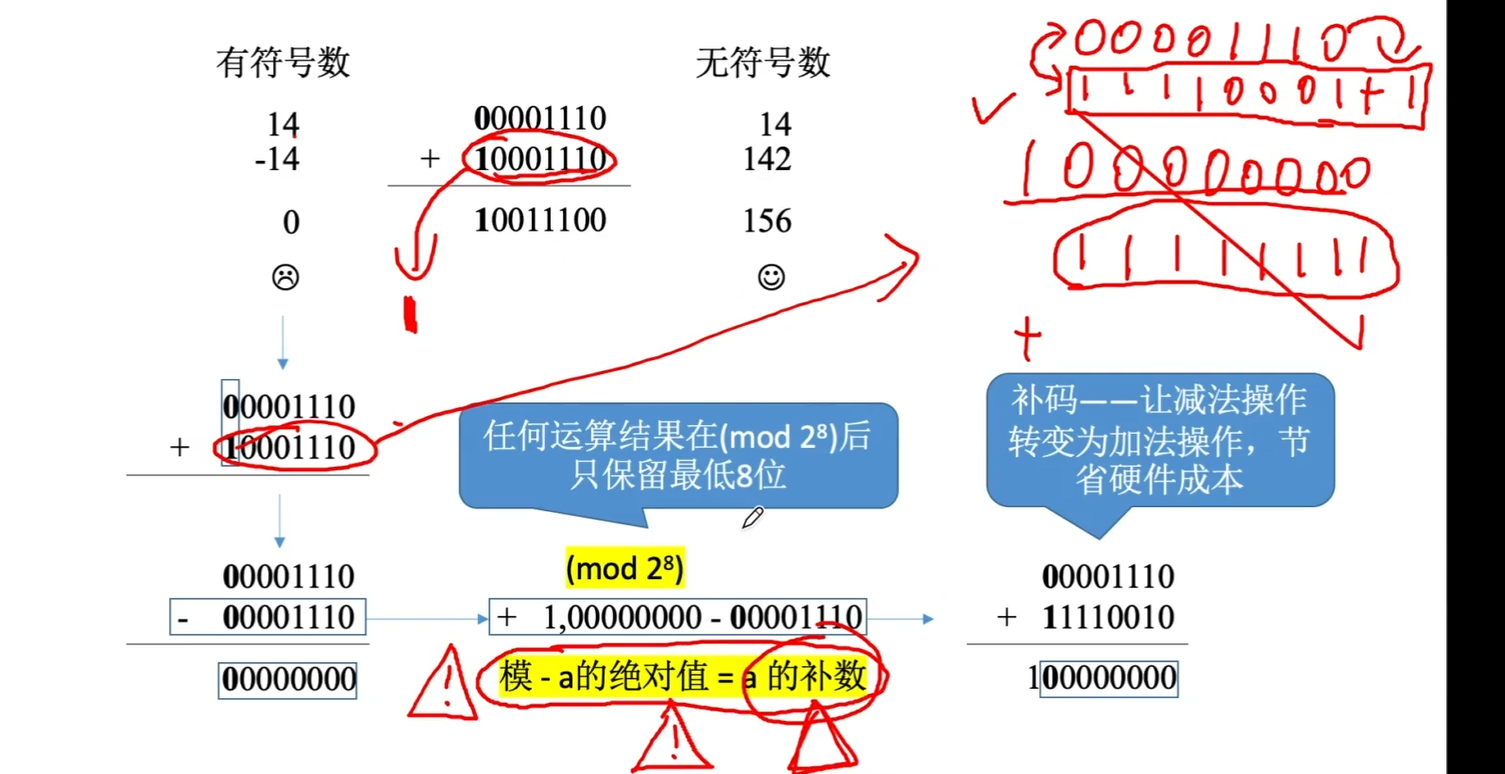 有符号数
14
-14
0
00001110
+ 10001110
10011100
无符号数
14
142
156
00001110
11110001+1
100000000
11111111
+
1
00001110
+ 10001110
任何运算结果在(mod 2⁸)后
只保留最低8位
补码——让减法操作
转变为加法操作，节
省硬件成本
00001110
- 00001110
00000000
(mod 2⁸)
+ 1,00000000 - 00001110
模 - a的绝对值 = a 的补数
!
!
00001110
+ 11110010
100000000